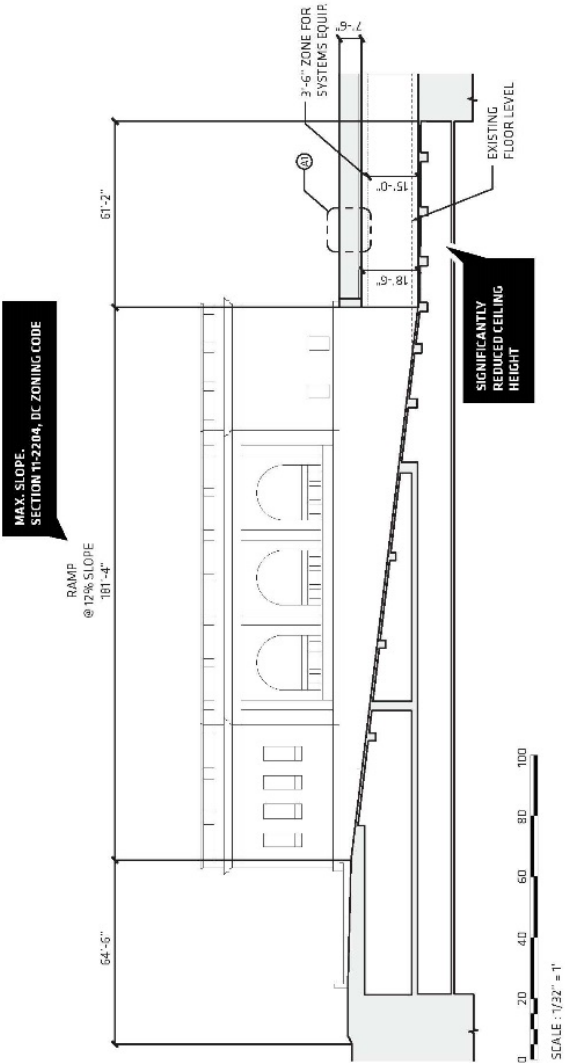 MAX. SLOPE.
SECTION 11-2204, DC ZONING CODE
RAMP
@ 12% SLOPE
64'-6"
181'-4"
61'-2"
A1
7'-6"
3'-6" ZONE FOR
SYSTEMS EQUIP.
18'-6"
15'-0"
EXISTING
FLOOR LEVEL
SIGNIFICANTLY
REDUCED CEILING
HEIGHT
0 20 40 60 80 100
SCALE : 1/32" = 1'